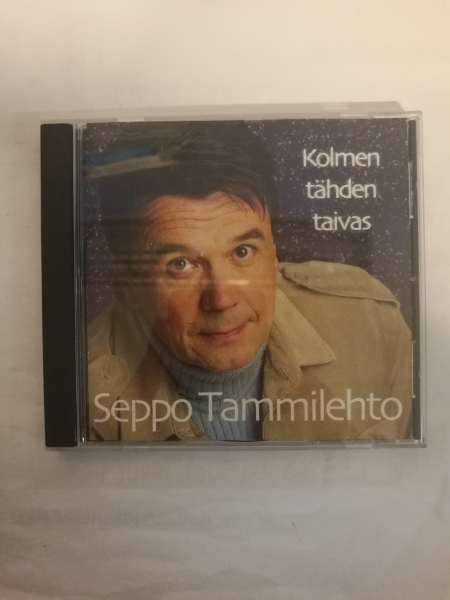 Kolmen
tähden
taivas
Seppo Tammilehto